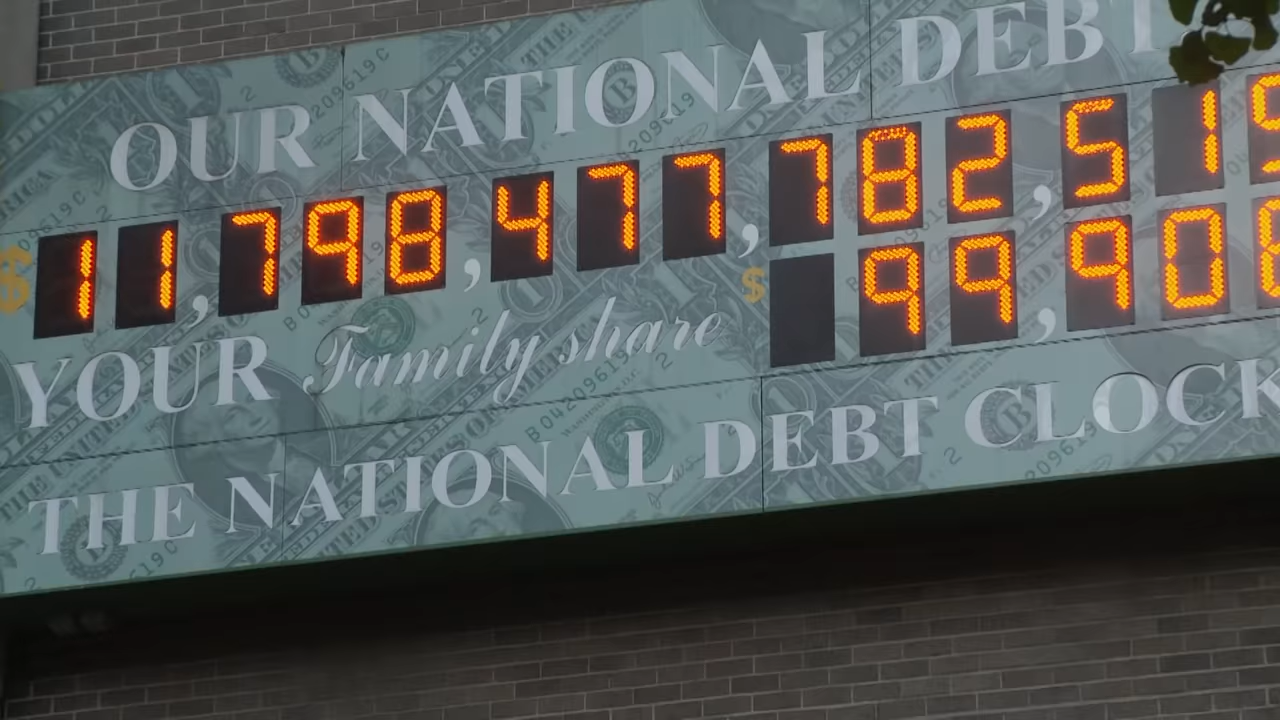 OUR NATIONAL DEBT
$11,798,477,782,51
YOUR Family share $99,90
THE NATIONAL DEBT CLOCK